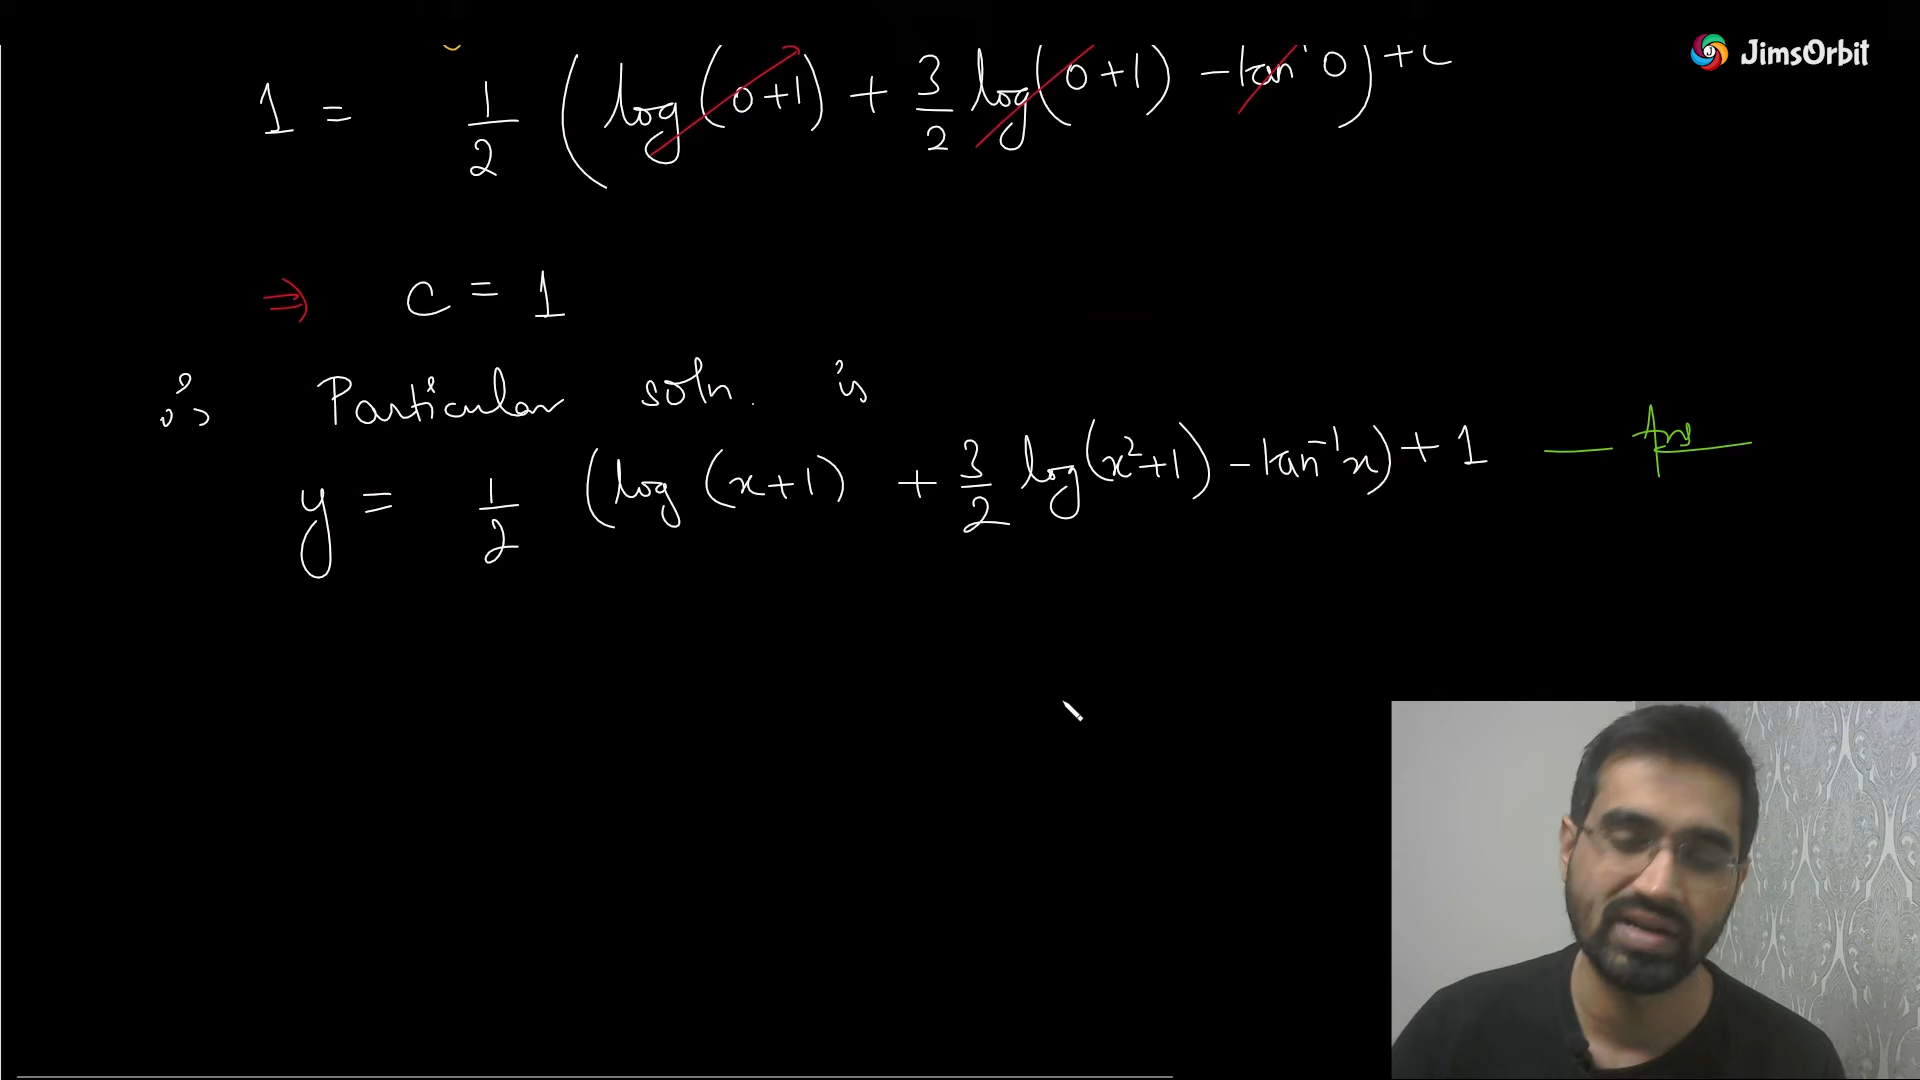 JimsOrbit
1 = 1/2 (log(0+1) + 3/2 log(0+1) - tan⁻¹ 0) + c
⇒ c = 1
∴ Particular soln. is
y = 1/2 (log (x+1) + 3/2 log(x²+1) - tan⁻¹x) + 1 — Ans